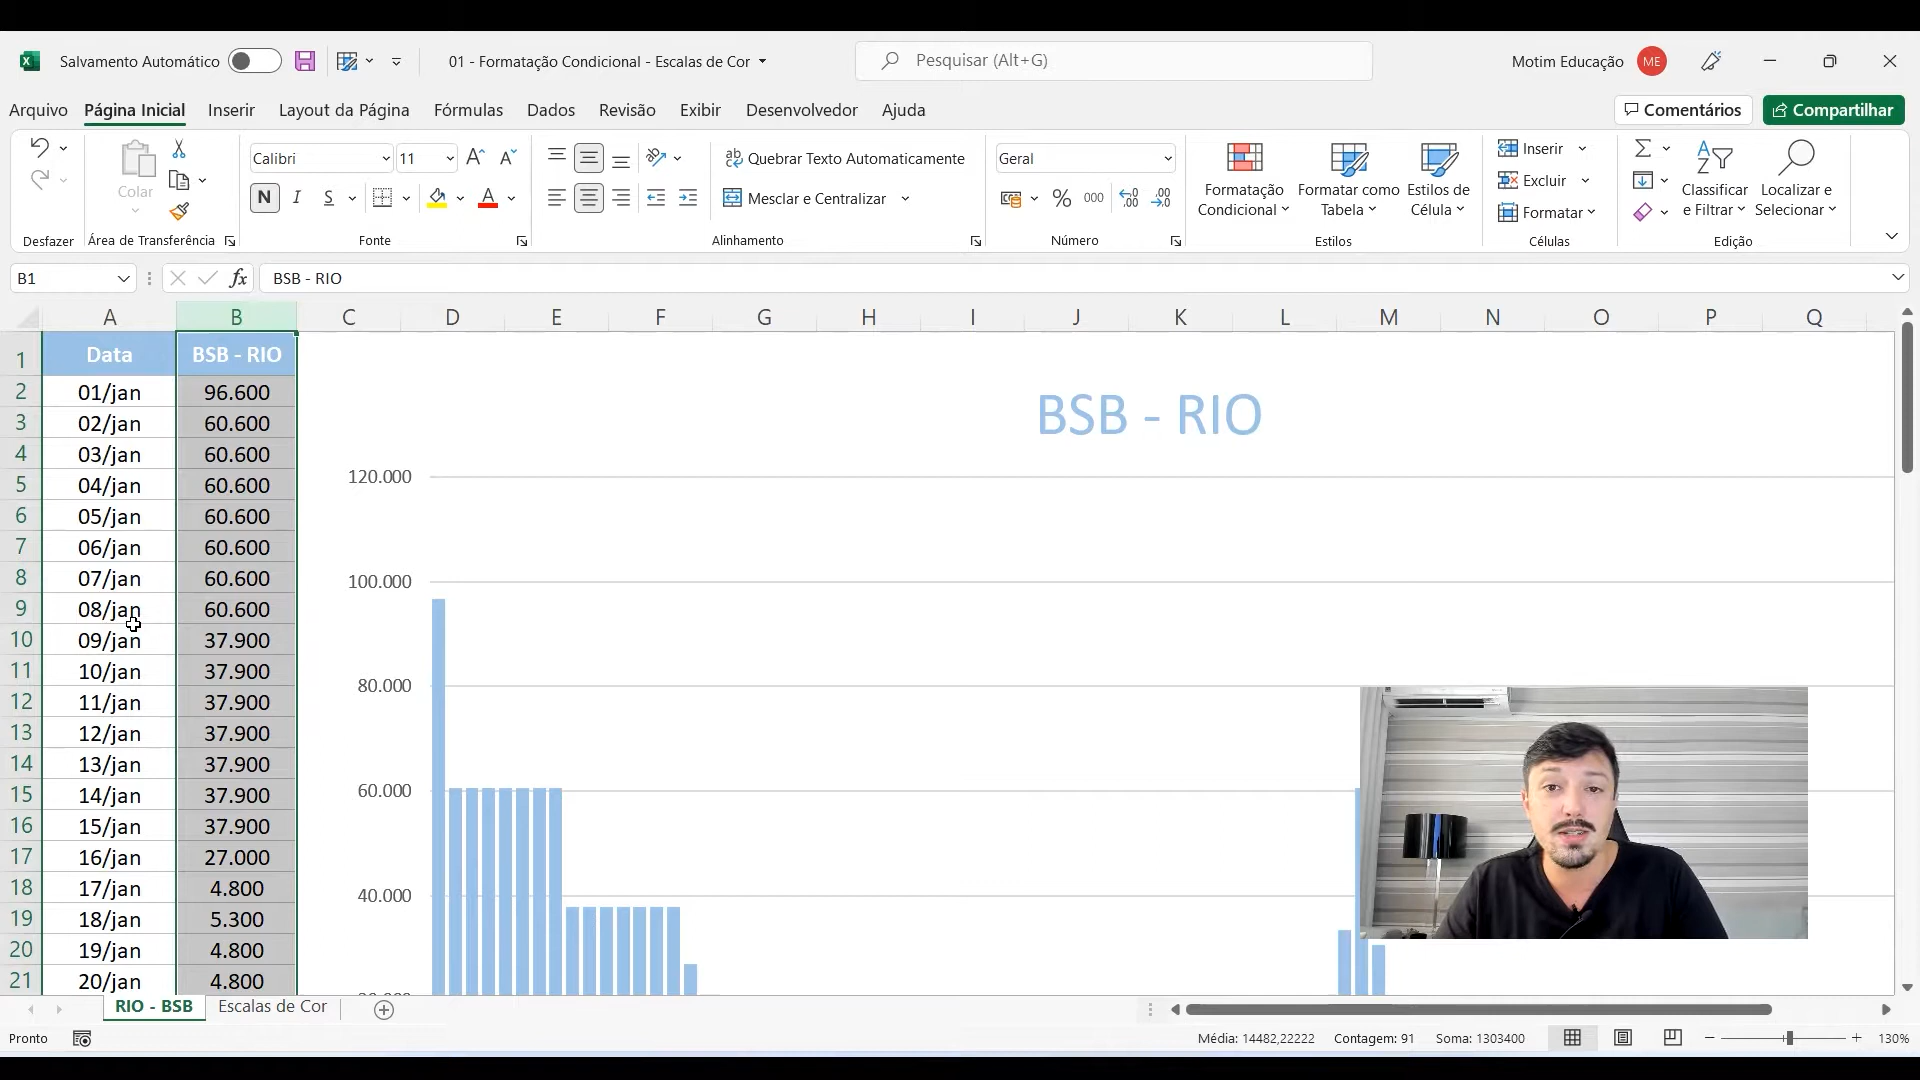 Salvamento Automático
01 - Formatação Condicional - Escalas de Cor
Pesquisar (Alt+G)
Motim Educação
ME
Arquivo
Página Inicial
Inserir
Layout da Página
Fórmulas
Dados
Revisão
Exibir
Desenvolvedor
Ajuda
Comentários
Compartilhar
Colar
Calibri
11
N
I
S
A
Quebrar Texto Automaticamente
Mesclar e Centralizar
Geral
%
000
Formatação
Condicional
Formatar como
Tabela
Estilos de
Célula
Inserir
Excluir
Formatar
Classificar
e Filtrar
Localizar e
Selecionar
Desfazer
Área de Transferência
Fonte
Alinhamento
Número
Estilos
Células
Edição
B1
fx
BSB - RIO
A B C D E F G H I J K L M N O P Q
1 Data BSB - RIO
2 01/jan 96.600
3 02/jan 60.600
4 03/jan 60.600
5 04/jan 60.600
6 05/jan 60.600
7 06/jan 60.600
8 07/jan 60.600
9 08/jan 60.600
10 09/jan 37.900
11 10/jan 37.900
12 11/jan 37.900
13 12/jan 37.900
14 13/jan 37.900
15 14/jan 37.900
16 15/jan 37.900
17 16/jan 27.000
18 17/jan 4.800
19 18/jan 5.300
20 19/jan 4.800
21 20/jan 4.800
BSB - RIO
120.000
100.000
80.000
60.000
40.000
RIO - BSB
Escalas de Cor
Pronto
Média: 14482,22222
Contagem: 91
Soma: 1303400
130%